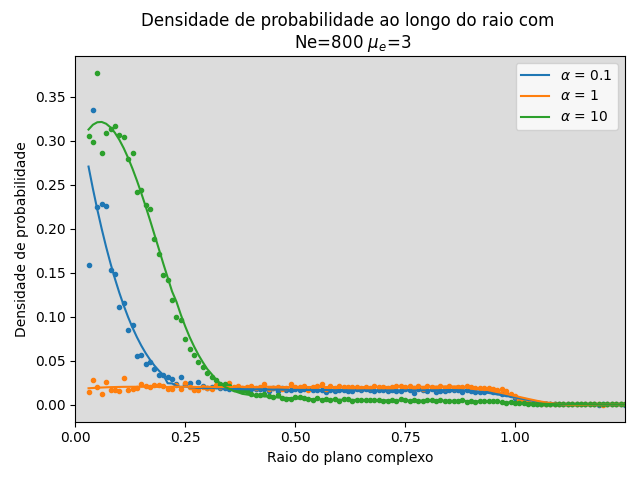 Densidade de probabilidade ao longo do raio com
Ne=800 μₑ=3
α = 0.1
α = 1
α = 10
Densidade de probabilidade
0.35
0.30
0.25
0.20
0.15
0.10
0.05
0.00
0.00 0.25 0.50 0.75 1.00
Raio do plano complexo